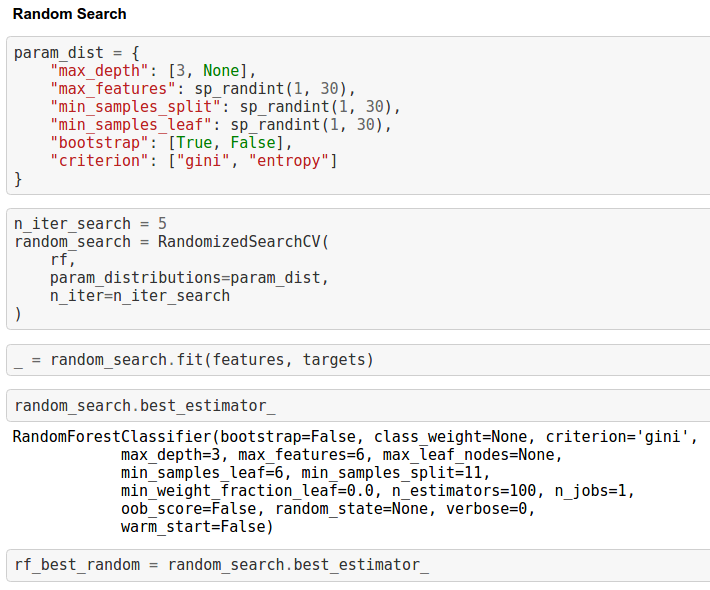 Random Search
param_dist = {
    "max_depth": [3, None],
    "max_features": sp_randint(1, 30),
    "min_samples_split": sp_randint(1, 30),
    "min_samples_leaf": sp_randint(1, 30),
    "bootstrap": [True, False],
    "criterion": ["gini", "entropy"]
}
n_iter_search = 5
random_search = RandomizedSearchCV(
    rf,
    param_distributions=param_dist,
    n_iter=n_iter_search
)
_ = random_search.fit(features, targets)
random_search.best_estimator_
RandomForestClassifier(bootstrap=False, class_weight=None, criterion='gini',
            max_depth=3, max_features=6, max_leaf_nodes=None,
            min_samples_leaf=6, min_samples_split=11,
            min_weight_fraction_leaf=0.0, n_estimators=100, n_jobs=1,
            oob_score=False, random_state=None, verbose=0,
            warm_start=False)
rf_best_random = random_search.best_estimator_